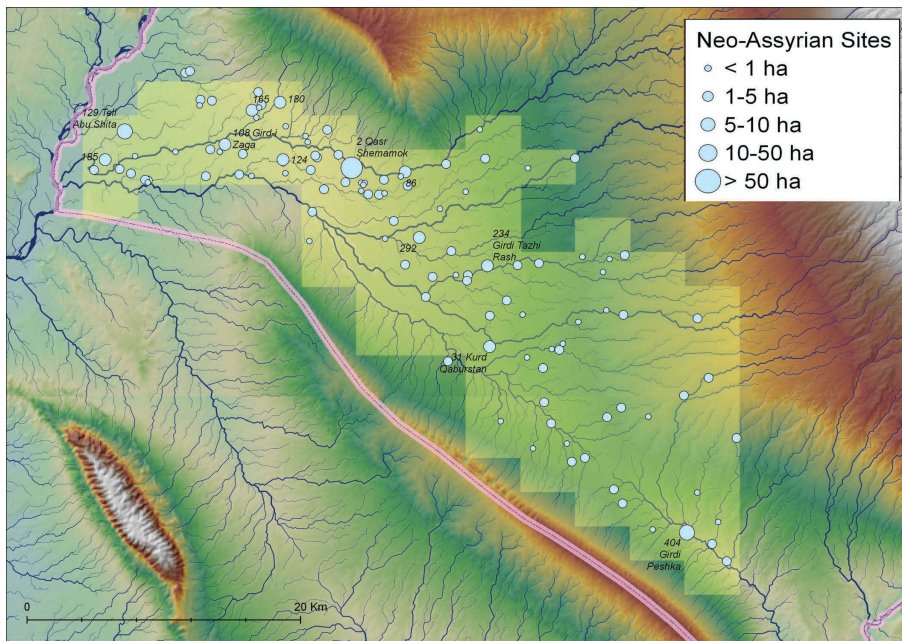 Neo-Assyrian Sites
< 1 ha
1-5 ha
5-10 ha
10-50 ha
> 50 ha
129 Tell
Abu Shita
165
180
108 Gird-i
Zaga
2 Qasr
Shemamok
185
124
86
292
234
Girdi Tazhi
Rash
31 Kurd
Qaburstan
404
Girdi
Peshka
0
20 Km